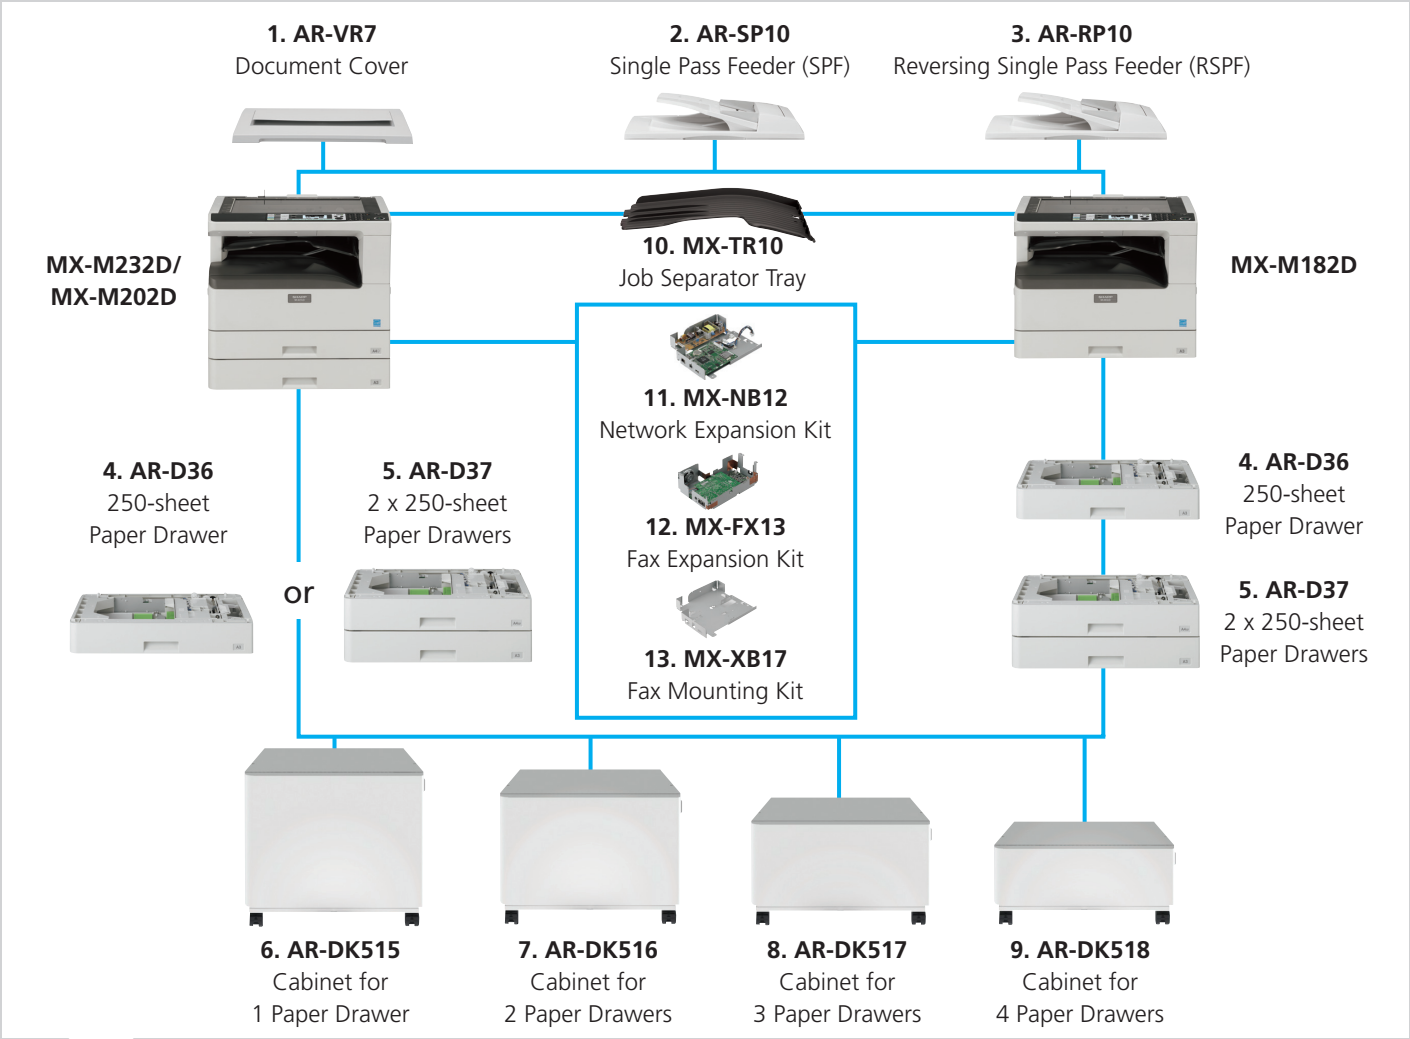 1. AR-VR7
Document Cover
2. AR-SP10
Single Pass Feeder (SPF)
3. AR-RP10
Reversing Single Pass Feeder (RSPF)
MX-M232D/
MX-M202D
10. MX-TR10
Job Separator Tray
MX-M182D
11. MX-NB12
Network Expansion Kit
12. MX-FX13
Fax Expansion Kit
13. MX-XB17
Fax Mounting Kit
4. AR-D36
250-sheet
Paper Drawer
or
5. AR-D37
2 x 250-sheet
Paper Drawers
4. AR-D36
250-sheet
Paper Drawer
5. AR-D37
2 x 250-sheet
Paper Drawers
6. AR-DK515
Cabinet for
1 Paper Drawer
7. AR-DK516
Cabinet for
2 Paper Drawers
8. AR-DK517
Cabinet for
3 Paper Drawers
9. AR-DK518
Cabinet for
4 Paper Drawers